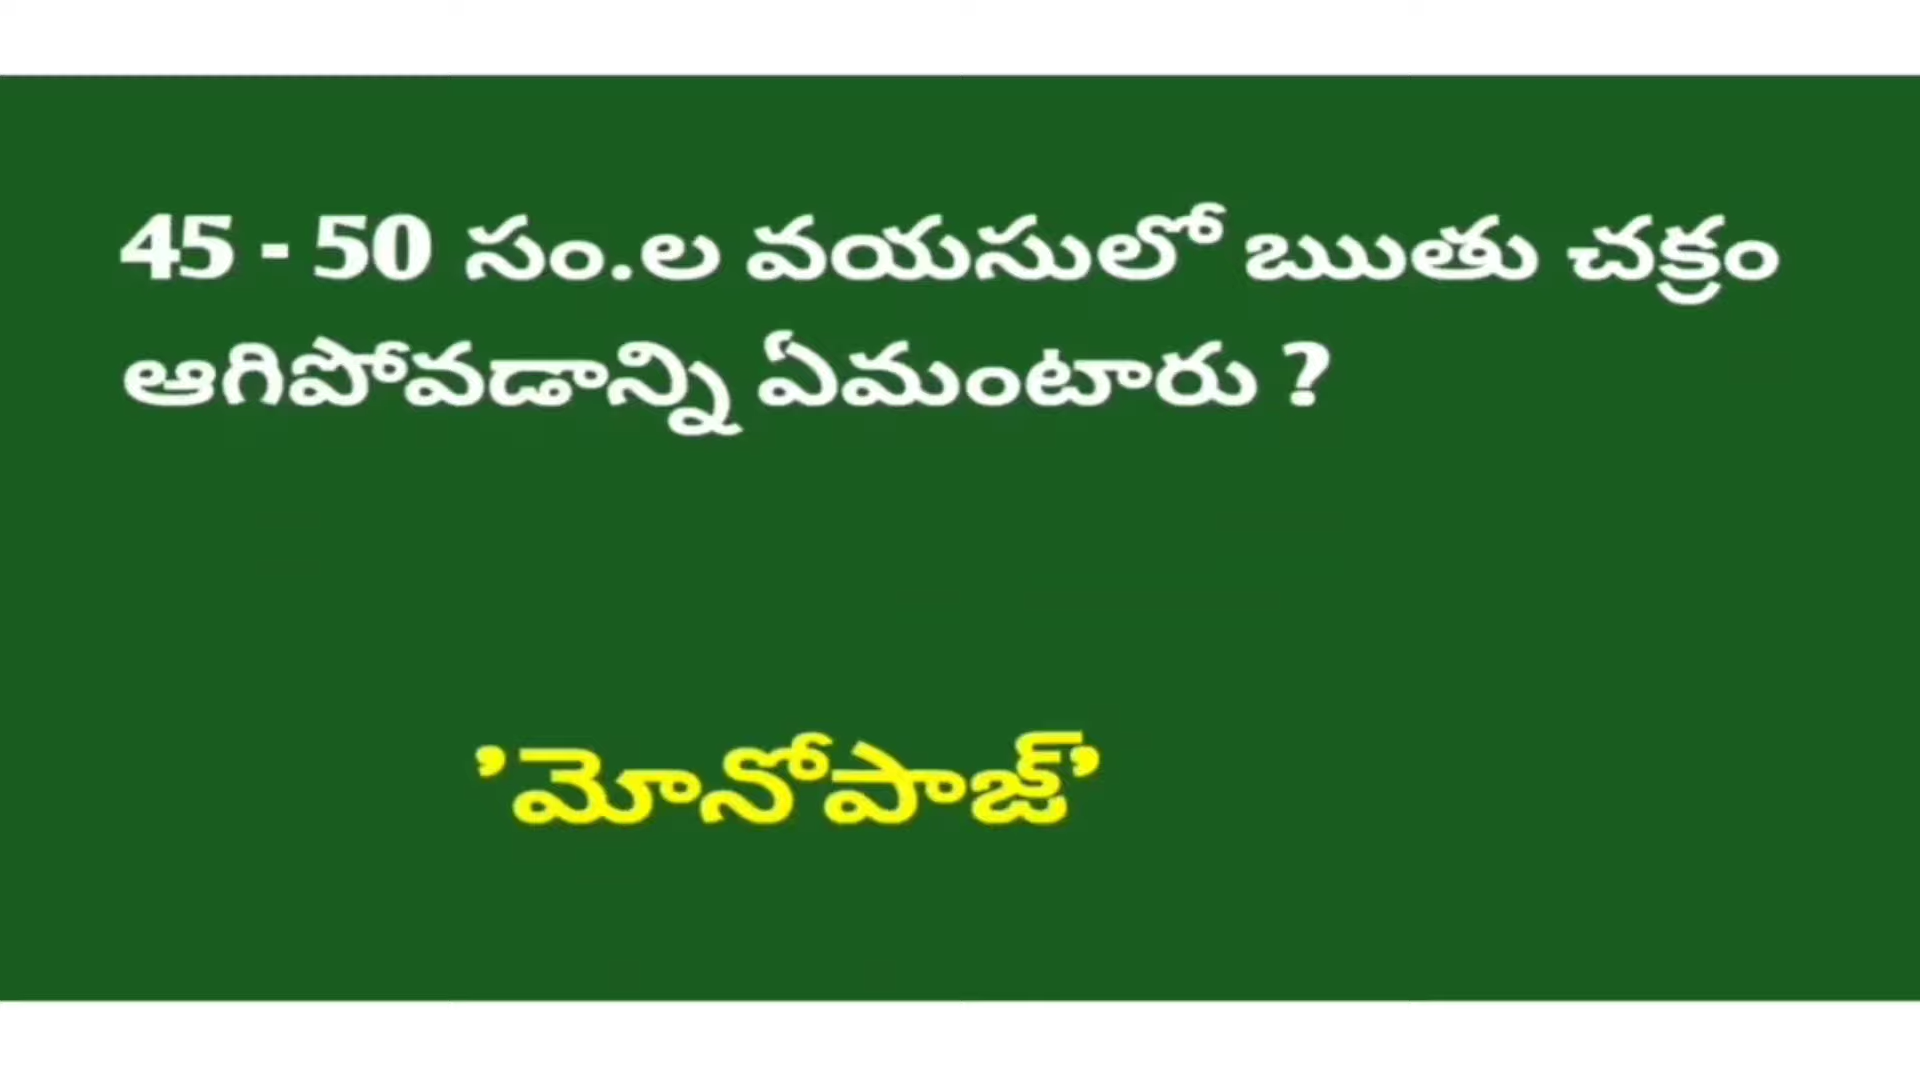 45 - 50 సం.ల వయసులో ఋతు చక్రం
ఆగిపోవడాన్ని ఏమంటారు ?
'మోనోపాజ్'